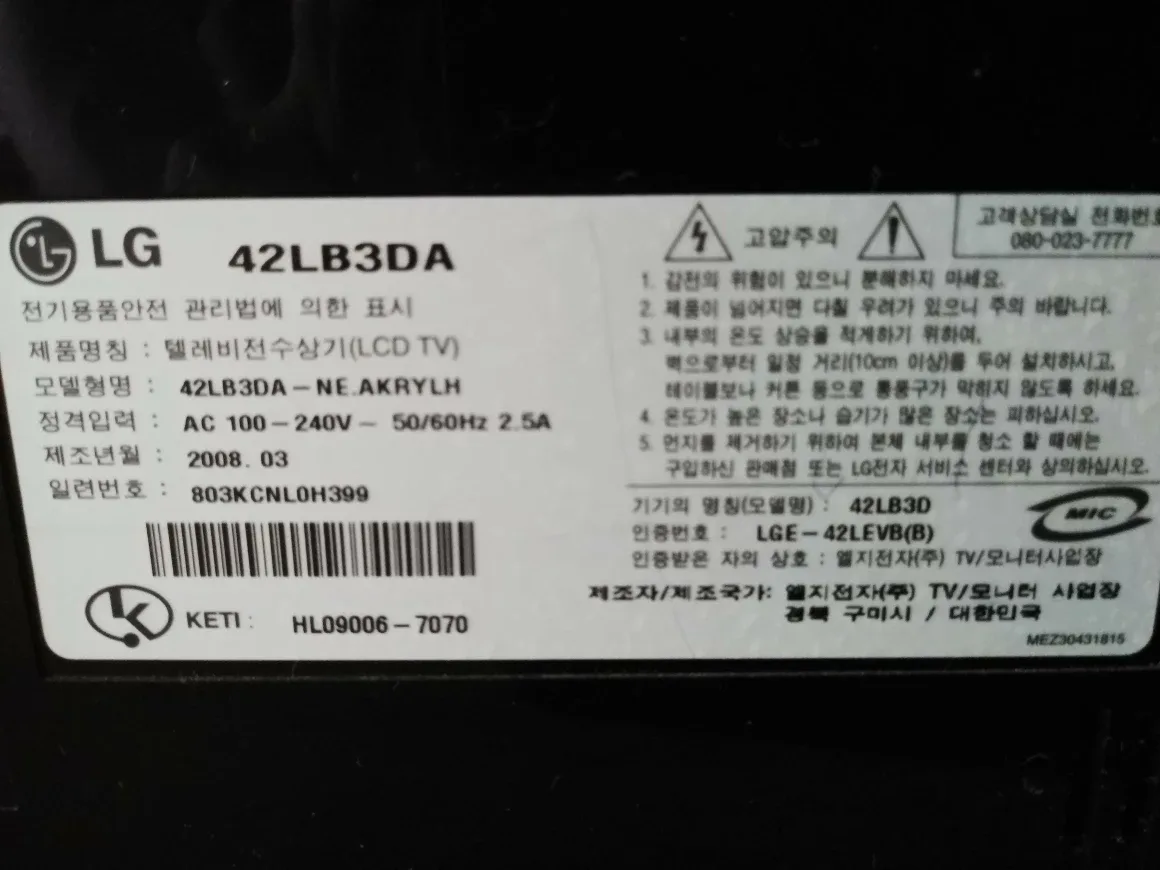 LG 42LB3DA
전기용품안전 관리법에 의한 표시
제품명칭 : 텔레비전수상기(LCD TV)
모델형명 : 42LB3DA-NE.AKRYLH
정격입력 : AC 100-240V~ 50/60Hz 2.5A
제조년월 : 2008. 03
일련번호 : 803KCNL0H399
KETI : HL09006-7070
고압주의
고객상담실 전화번호
080-023-7777
1. 감전의 위험이 있으니 분해하지 마세요.
2. 제품이 넘어지면 다칠 우려가 있으니 주의 바랍니다.
3. 내부의 온도 상승을 적게하기 위하여,
벽으로부터 일정 거리(10cm 이상)를 두어 설치하시고,
테이블보나 커튼 등으로 통풍구가 막히지 않도록 하세요.
4. 온도가 높은 장소나 습기가 많은 장소는 피하십시오.
5. 먼지를 제거하기 위하여 본체 내부를 청소 할 때에는
구입하신 판매점 또는 LG전자 서비스 센터와 상의하십시오.
기기의 명칭(모델명) : 42LB3D
인증번호 : LGE-42LEVB(B)
MIC
인증받은 자의 상호 : 엘지전자(주) TV/모니터사업장
제조자/제조국가: 엘지전자(주) TV/모니터 사업장
경북 구미시 / 대한민국
MEZ30431815